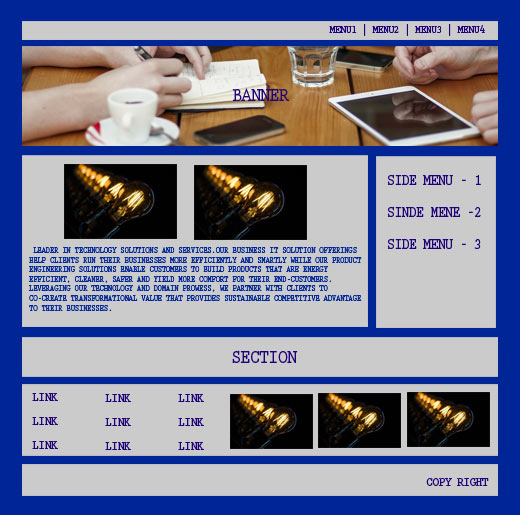 MENU1 | MENU2 | MENU3 | MENU4
BANNER
LEADER IN TECHNOLOGY SOLUTIONS AND SERVICES.OUR BUSINESS IT SOLUTION OFFERINGS
HELP CLIENTS RUN THEIR BUSINESSES MORE EFFICIENTLY AND SMARTLY WHILE OUR PRODUCT
ENGINEERING SOLUTIONS ENABLE CUSTOMERS TO BUILD PRODUCTS THAT ARE ENERGY
EFFICIENT, CLEANER, SAFER AND YIELD MORE COMFORT FOR THEIR END-CUSTOMERS.
LEVERAGING OUR TECHNOLOGY AND DOMAIN PROWESS, WE PARTNER WITH CLIENTS TO
CO-CREATE TRANSFORMATIONAL VALUE THAT PROVIDES SUSTAINABLE COMPETITIVE ADVANTAGE
TO THEIR BUSINESSES.
SIDE MENU - 1
SINDE MENE -2
SIDE MENU - 3
SECTION
LINK LINK LINK
LINK LINK LINK
LINK LINK LINK
COPY RIGHT